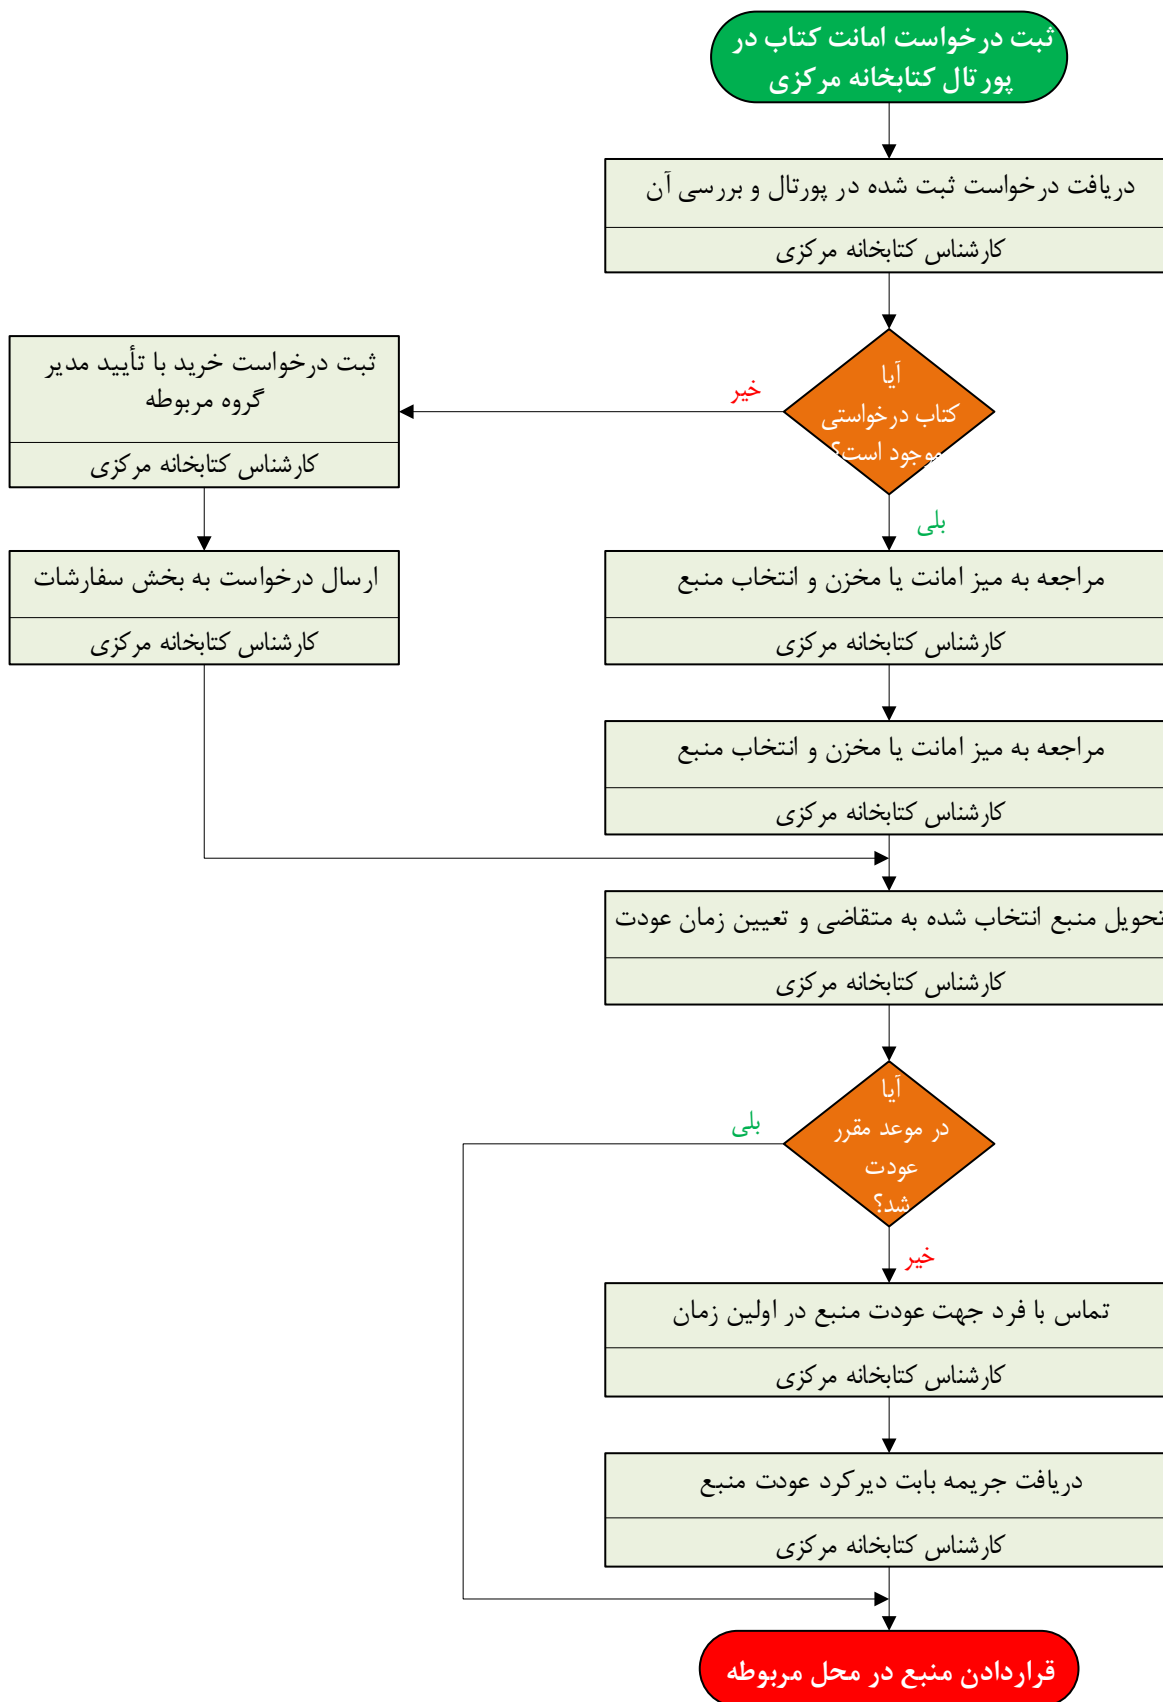 ثبت درخواست امانت کتاب در
پورتال کتابخانه مرکزی
دریافت درخواست ثبت شده در پورتال و بررسی آن
کارشناس کتابخانه مرکزی
آیا
کتاب درخواستی
موجود است؟
خیر
ثبت درخواست خرید با تأیید مدیر
گروه مربوطه
کارشناس کتابخانه مرکزی
ارسال درخواست به بخش سفارشات
کارشناس کتابخانه مرکزی
بلی
مراجعه به میز امانت یا مخزن و انتخاب منبع
کارشناس کتابخانه مرکزی
مراجعه به میز امانت یا مخزن و انتخاب منبع
کارشناس کتابخانه مرکزی
تحویل منبع انتخاب شده به متقاضی و تعیین زمان عودت
کارشناس کتابخانه مرکزی
آیا
در موعد مقرر
عودت
شد؟
بلی
خیر
تماس با فرد جهت عودت منبع در اولین زمان
کارشناس کتابخانه مرکزی
دریافت جریمه بابت دیرکرد عودت منبع
کارشناس کتابخانه مرکزی
قراردادن منبع در محل مربوطه